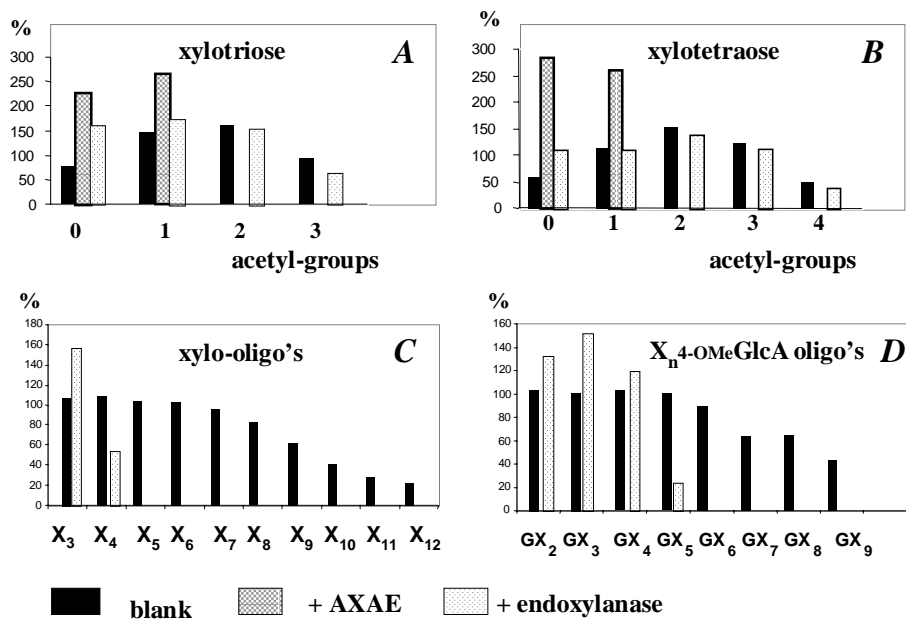 %
xylotriose
A
300
250
200
150
100
50
0
0 1 2 3
acetyl-groups
%
xylotetraose
B
300
250
200
150
100
50
0
0 1 2 3 4
acetyl-groups
%
xylo-oligo's
C
180
160
140
120
100
80
60
40
20
0
X3 X4 X5 X6 X7 X8 X9 X10 X11 X12
%
Xn4-OMeGlcA oligo's
D
160
140
120
100
80
60
40
20
0
GX2 GX3 GX4 GX5 GX6 GX7 GX8 GX9
blank + AXAE + endoxylanase